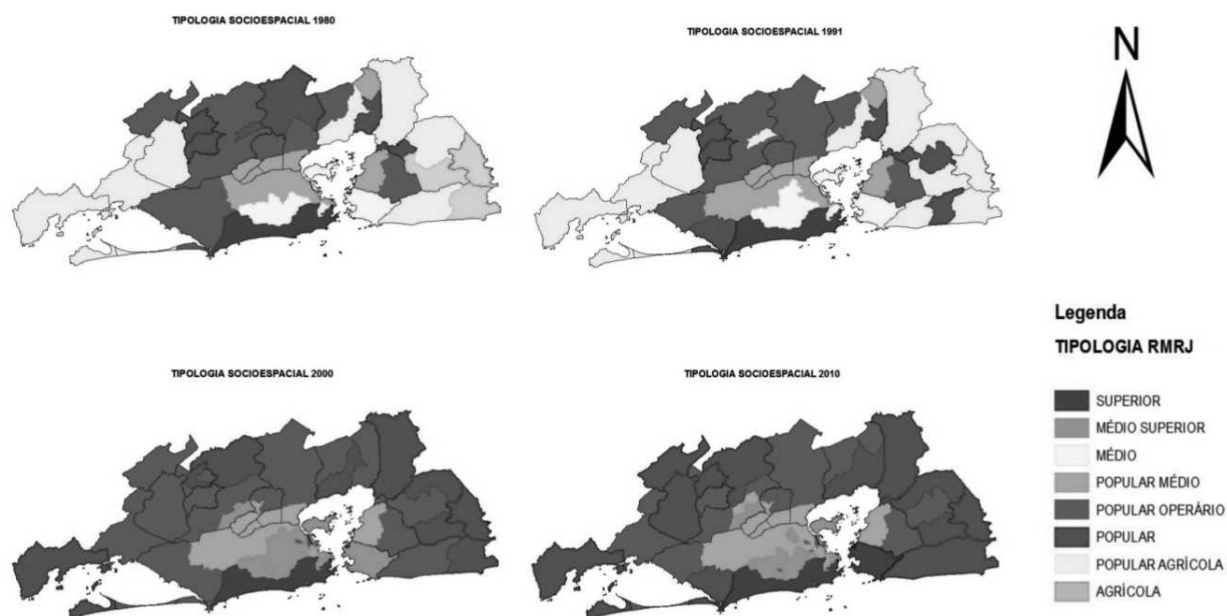 TIPOLOGIA SOCIOESPACIAL 1980
TIPOLOGIA SOCIOESPACIAL 1991
N
TIPOLOGIA SOCIOESPACIAL 2000
TIPOLOGIA SOCIOESPACIAL 2010
Legenda
TIPOLOGIA RMRJ
SUPERIOR
MÉDIO SUPERIOR
MÉDIO
POPULAR MÉDIO
POPULAR OPERÁRIO
POPULAR
POPULAR AGRÍCOLA
AGRÍCOLA